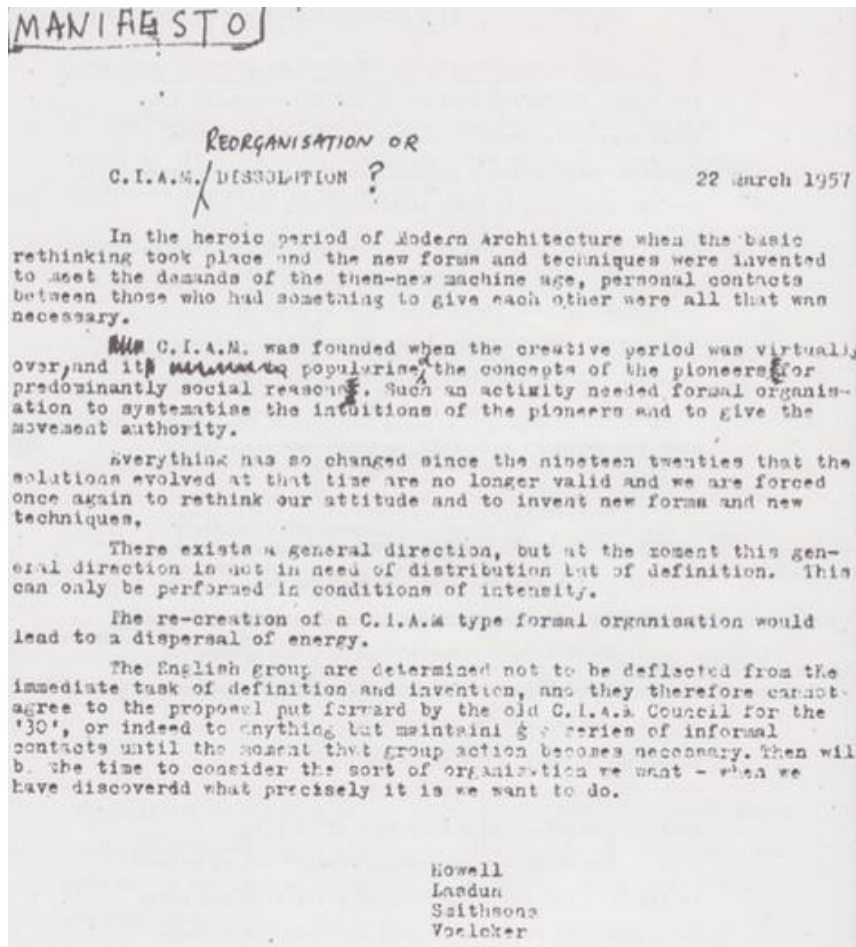 MANIFESTO
REORGANISATION OR
C.I.A.M./ DISSOLUTION ?
22 March 1957
In the heroic period of Modern Architecture when the basic
rethinking took place and the new forms and techniques were invented
to meet the demands of the then-new machine age, personal contacts
between those who had something to give each other were all that was
necessary.
C.I.A.M. was founded when the creative period was virtually
over, and it popularise the concepts of the pioneers for
predominantly social reasons. Such an activity needed formal organis-
ation to systematise the intuitions of the pioneers and to give the
movement authority.
Everything has so changed since the nineteen twenties that the
solutions evolved at that time are no longer valid and we are forced
once again to rethink our attitude and to invent new forms and new
techniques.
There exists a general direction, but at the moment this gen-
eral direction is not in need of distribution but of definition. This
can only be performed in conditions of intensity.
The re-creation of a C.I.A.M type formal organisation would
lead to a dispersal of energy.
The English group are determined not to be deflected from the
immediate task of definition and invention, and they therefore cannot
agree to the proposal put forward by the old C.I.A.M. Council for the
'30', or indeed to anything but maintaini g a series of informal
contacts until the moment that group action becomes necessary. Then wil
be the time to consider the sort of organisation we want - when we
have discoverdd what precisely it is we want to do.
Howell
Lasdun
Smithsons
Voelcker